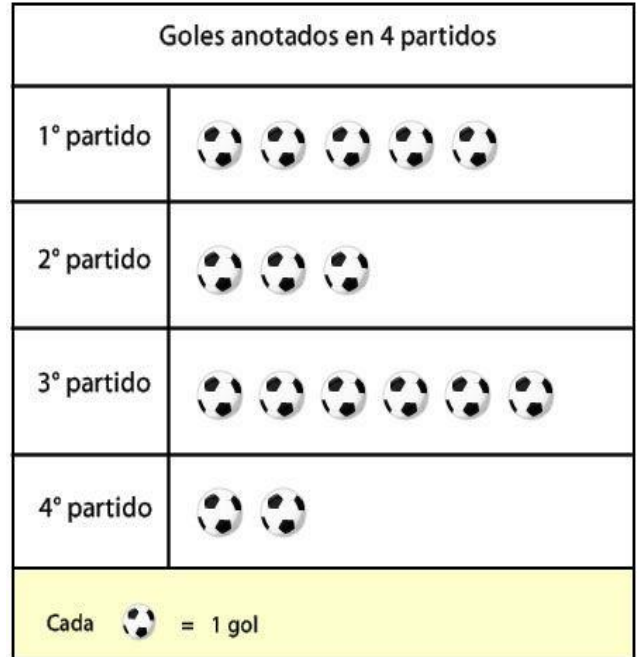 Goles anotados en 4 partidos
1° partido
2° partido
3° partido
4° partido
Cada = 1 gol